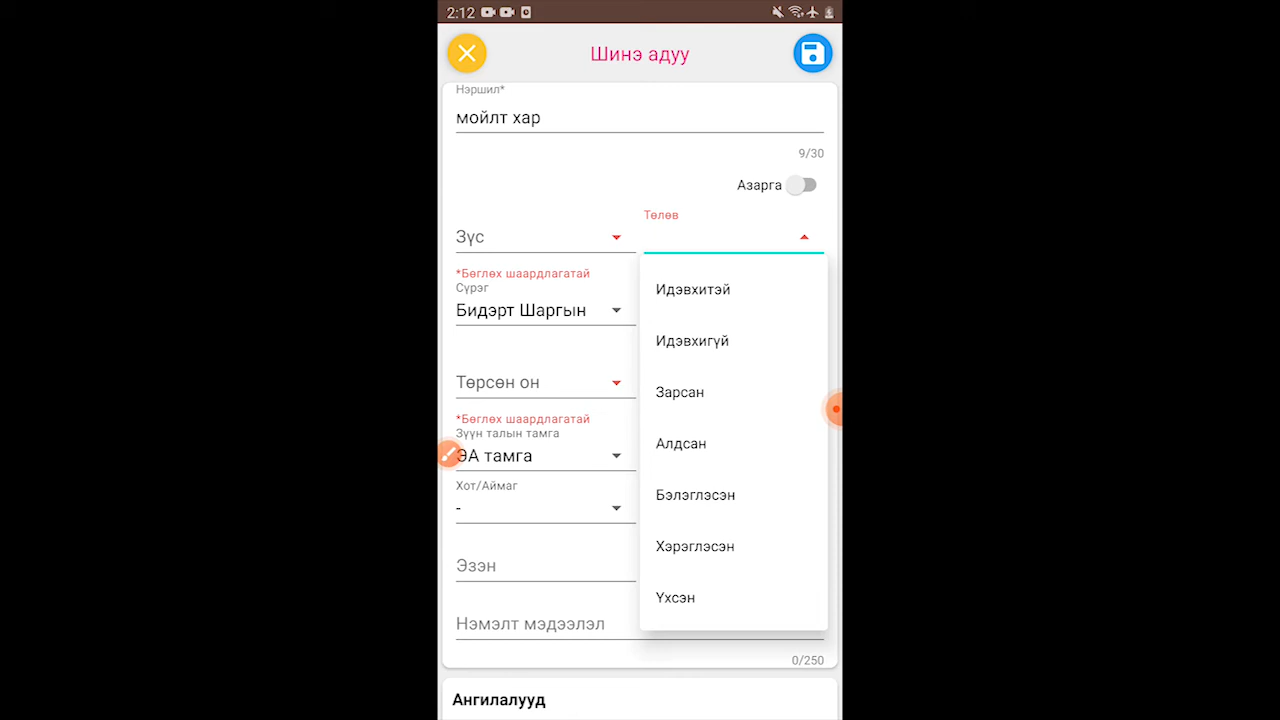 2:12
Шинэ адуу
Нэршил*
мойлт хар
9/30
Азарга
Зүс
Төлөв
*Бөглөх шаардлагатай
Сүрэг
Бидэрт Шаргын
Төрсөн он
*Бөглөх шаардлагатай
Зүүн талын тамга
ЭА тамга
Хот/Аймаг
-
Эзэн
Нэмэлт мэдээлэл
Идэвхитэй
Идэвхигүй
Зарсан
Алдсан
Бэлэглэсэн
Хэрэглэсэн
Үхсэн
0/250
Ангилалууд